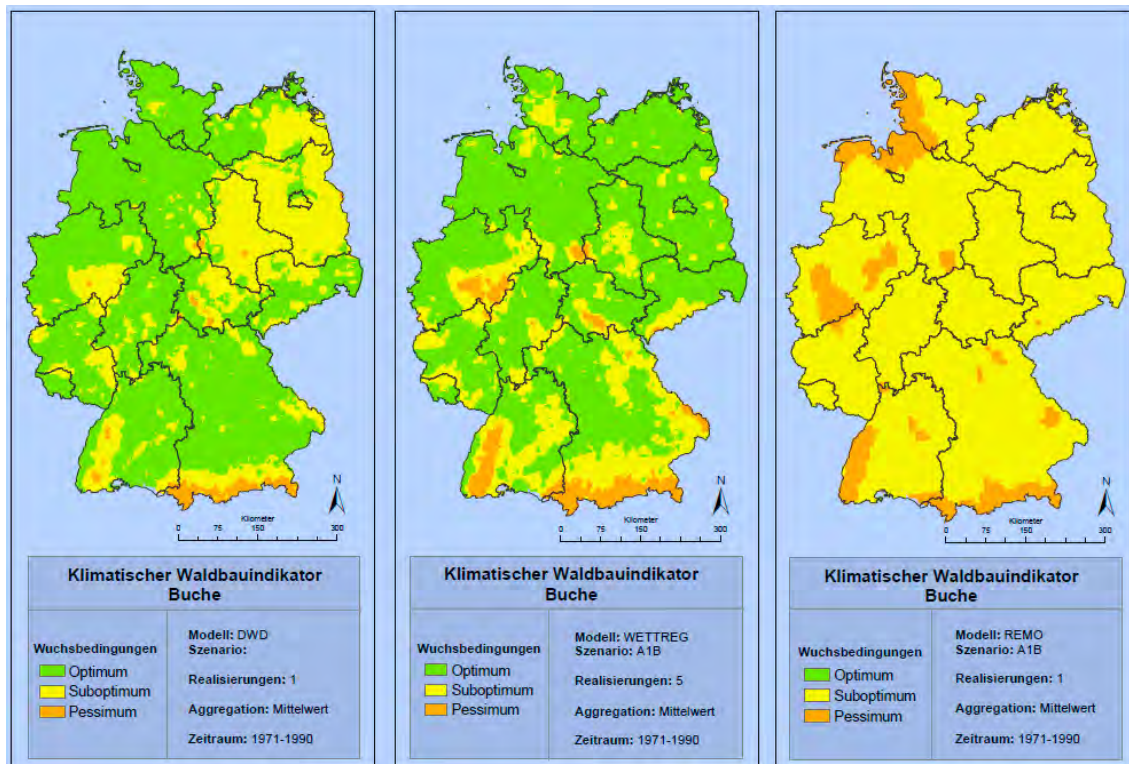 N
Kilometer
0 75 150 300
Klimatischer Waldbauindikator
Buche
Wuchsbedingungen
Optimum
Suboptimum
Pessimum
Modell: DWD
Szenario:
Realisierungen: 1
Aggregation: Mittelwert
Zeitraum: 1971-1990
N
Kilometer
0 75 150 300
Klimatischer Waldbauindikator
Buche
Wuchsbedingungen
Optimum
Suboptimum
Pessimum
Modell: WETTREG
Szenario: A1B
Realisierungen: 5
Aggregation: Mittelwert
Zeitraum: 1971-1990
N
Kilometer
0 75 150 300
Klimatischer Waldbauindikator
Buche
Wuchsbedingungen
Optimum
Suboptimum
Pessimum
Modell: REMO
Szenario: A1B
Realisierungen: 1
Aggregation: Mittelwert
Zeitraum: 1971-1990